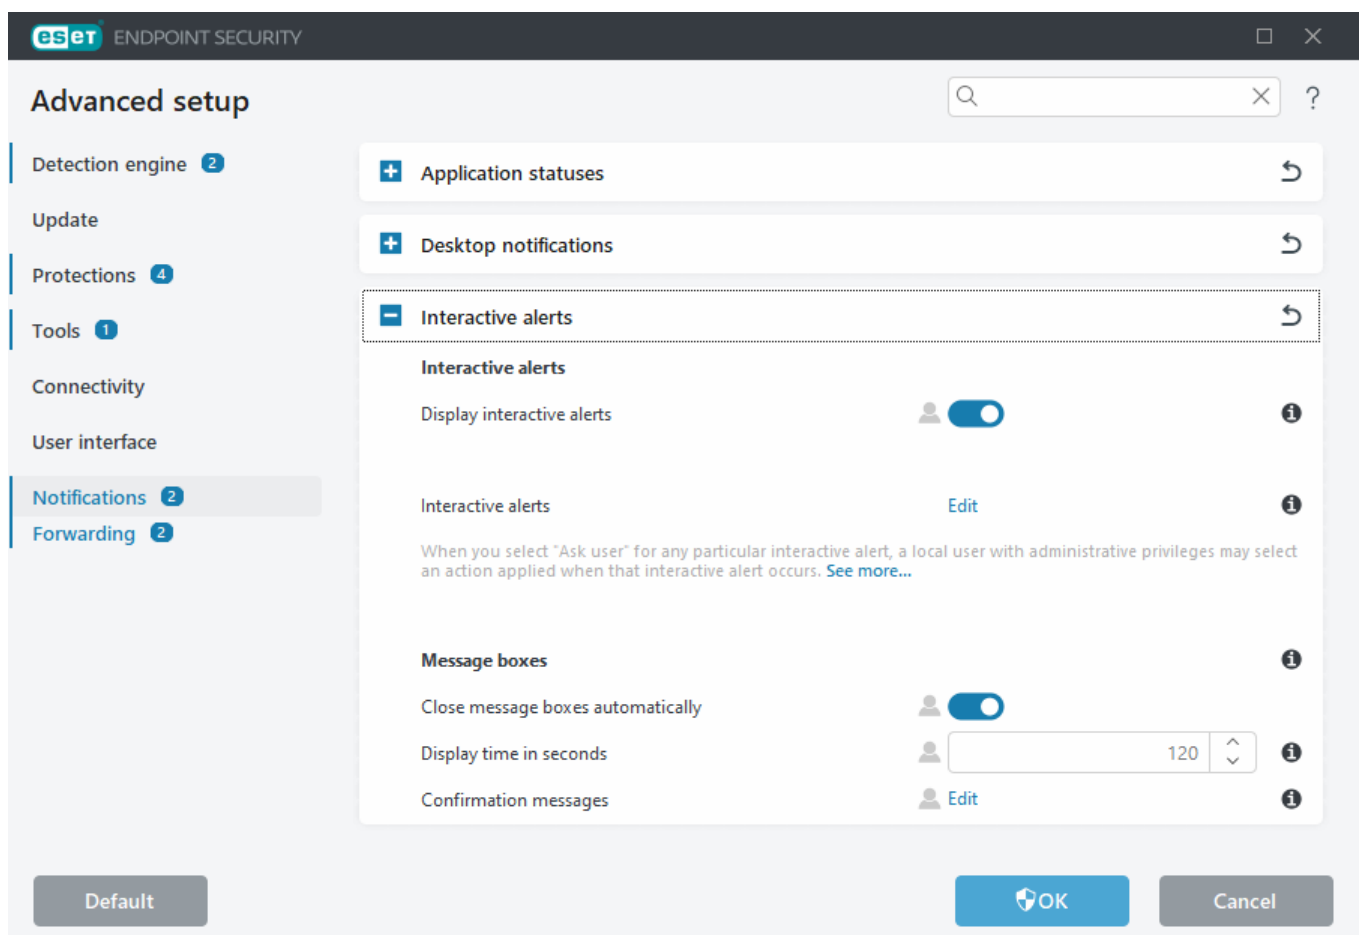 eset ENDPOINT SECURITY
Advanced setup
?
Detection engine 2
Update
Protections 4
Tools 1
Connectivity
User interface
Notifications 2
Forwarding 2
Application statuses
Desktop notifications
Interactive alerts
Interactive alerts
Display interactive alerts
Interactive alerts Edit
When you select "Ask user" for any particular interactive alert, a local user with administrative privileges may select
an action applied when that interactive alert occurs. See more...
Message boxes
Close message boxes automatically
Display time in seconds 120
Confirmation messages Edit
Default
OK
Cancel